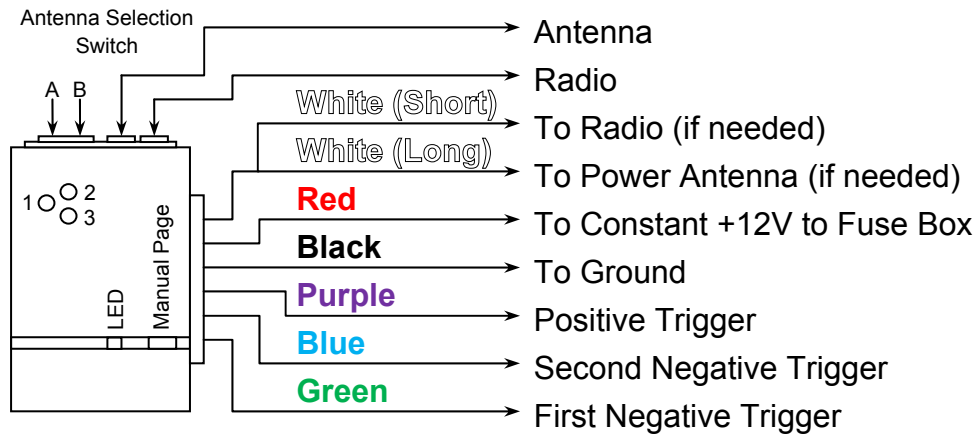 Antenna Selection
Switch
A B
Antenna
Radio
White (Short)
To Radio (if needed)
White (Long)
To Power Antenna (if needed)
Red
To Constant +12V to Fuse Box
Black
To Ground
Purple
Positive Trigger
Blue
Second Negative Trigger
Green
First Negative Trigger
1
2
3
LED
Manual Page